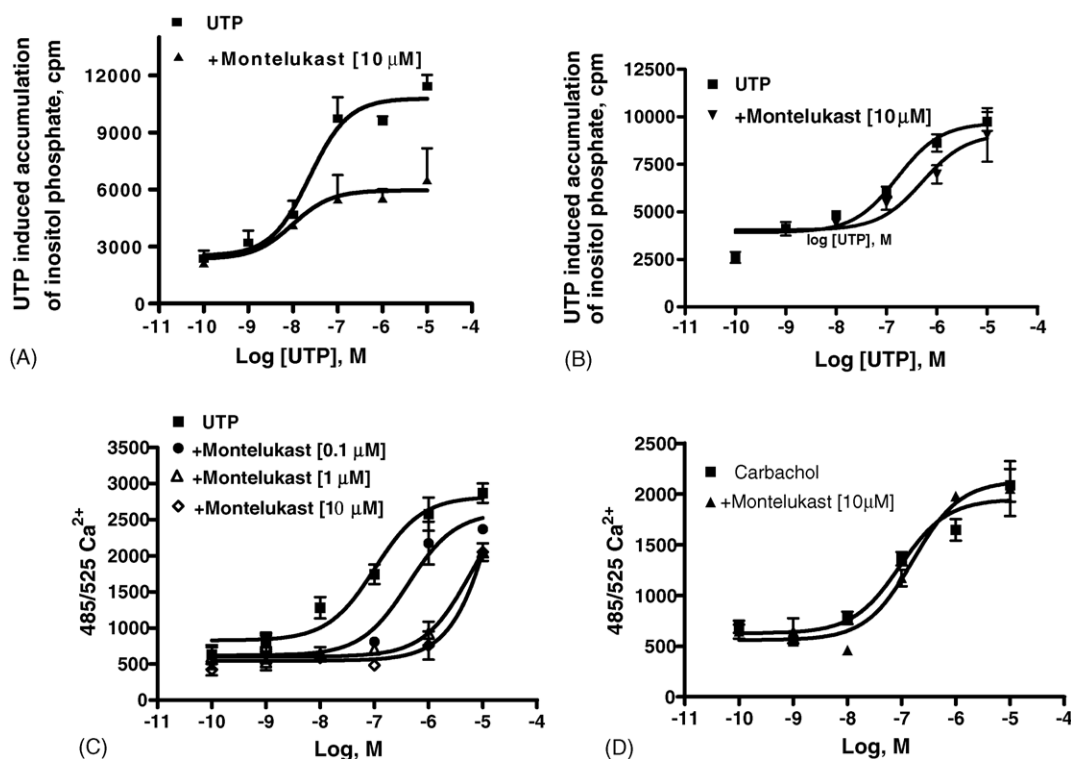 UTP
+Montelukast [10 μM]
UTP induced accumulation
of inositol phosphate, cpm
12000
9000
6000
3000
0
-11 -10 -9 -8 -7 -6 -5 -4
Log [UTP], M
(A)
UTP
+Montelukast [10μM]
UTP induced accumulation
of inositol phosphate, cpm
12500
10000
7500
5000
2500
0
log [UTP], M
-11 -10 -9 -8 -7 -6 -5 -4
Log [UTP], M
(B)
UTP
+Montelukast [0.1 μM]
+Montelukast [1 μM]
+Montelukast [10 μM]
485/525 Ca2+
3500
3000
2500
2000
1500
1000
500
0
-11 -10 -9 -8 -7 -6 -5 -4
Log, M
(C)
Carbachol
+Montelukast [10μM]
485/525 Ca2+
2500
2000
1500
1000
500
0
-11 -10 -9 -8 -7 -6 -5 -4
Log, M
(D)